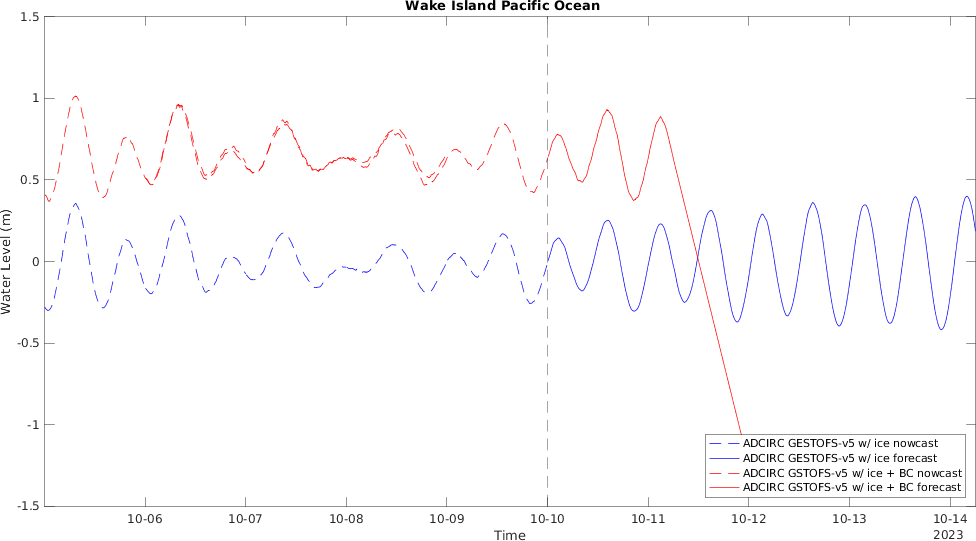 Wake Island Pacific Ocean
1.5
1
0.5
0
-0.5
-1
-1.5
Water Level (m)
ADCIRC GESTOFS-v5 w/ ice nowcast
ADCIRC GESTOFS-v5 w/ ice forecast
ADCIRC GSTOFS-v5 w/ ice + BC nowcast
ADCIRC GSTOFS-v5 w/ ice + BC forecast
10-06 10-07 10-08 10-09 10-10 10-11 10-12 10-13 10-14
2023
Time